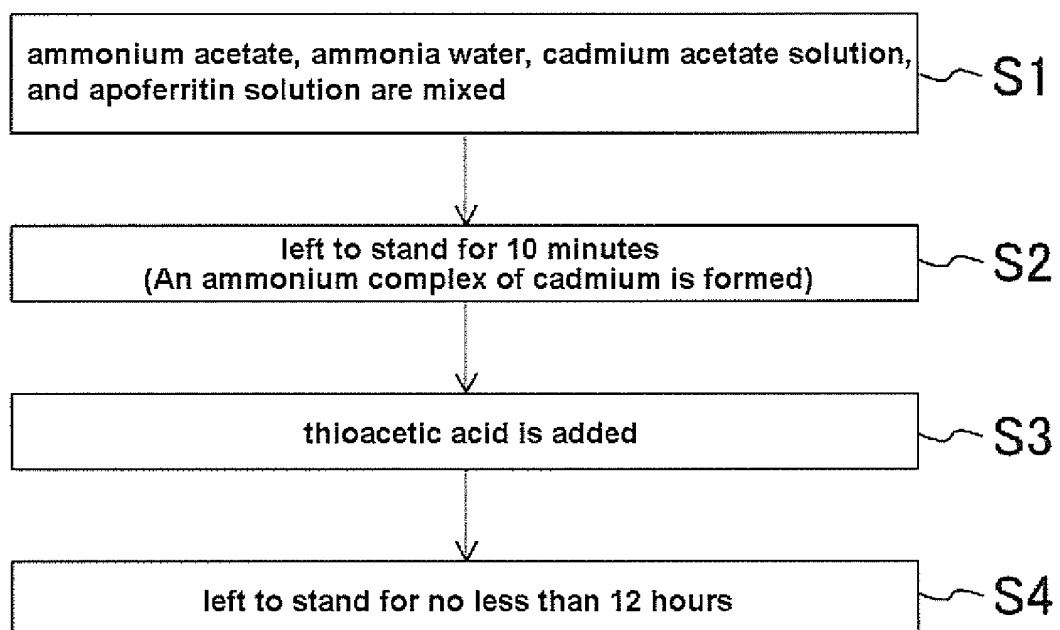 ammonium acetate, ammonia water, cadmium acetate solution,
and apoferritin solution are mixed
S1
left to stand for 10 minutes
(An ammonium complex of cadmium is formed)
S2
thioacetic acid is added
S3
left to stand for no less than 12 hours
S4